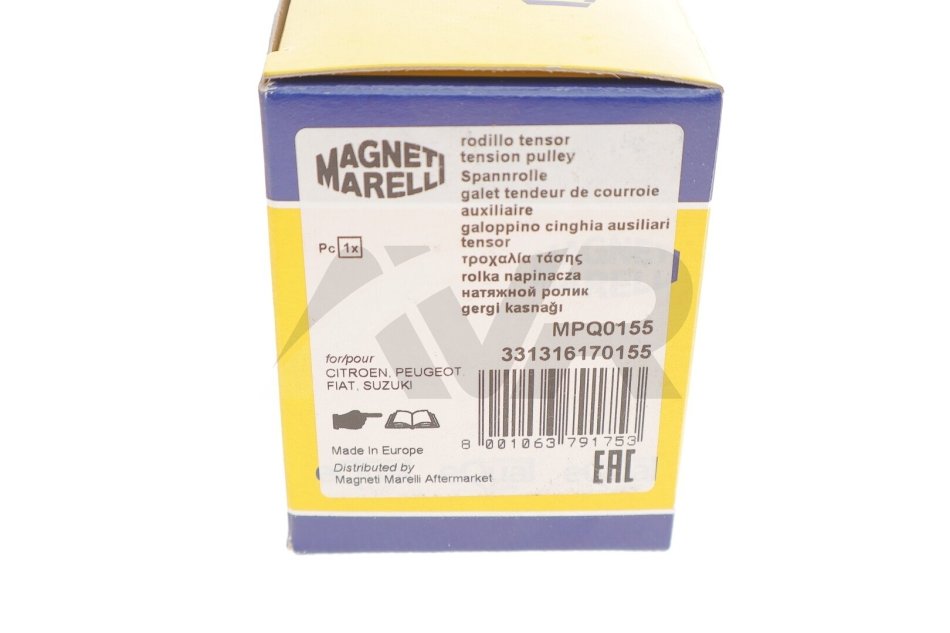 MAGNETI
MARELLI
Pc 1x
rodillo tensor
tension pulley
Spannrolle
galet tendeur de courroie
auxiliaire
galoppino cinghia ausiliari
tensor
τροχαλία τάσης
rolka napinacza
натяжной ролик
gergi kasnağı
MPQ0155
331316170155
for/pour
CITROEN, PEUGEOT,
FIAT, SUZUKI
8 001063 791753
Made In Europe
Distributed by
Magneti Marelli Aftermarket
EAC